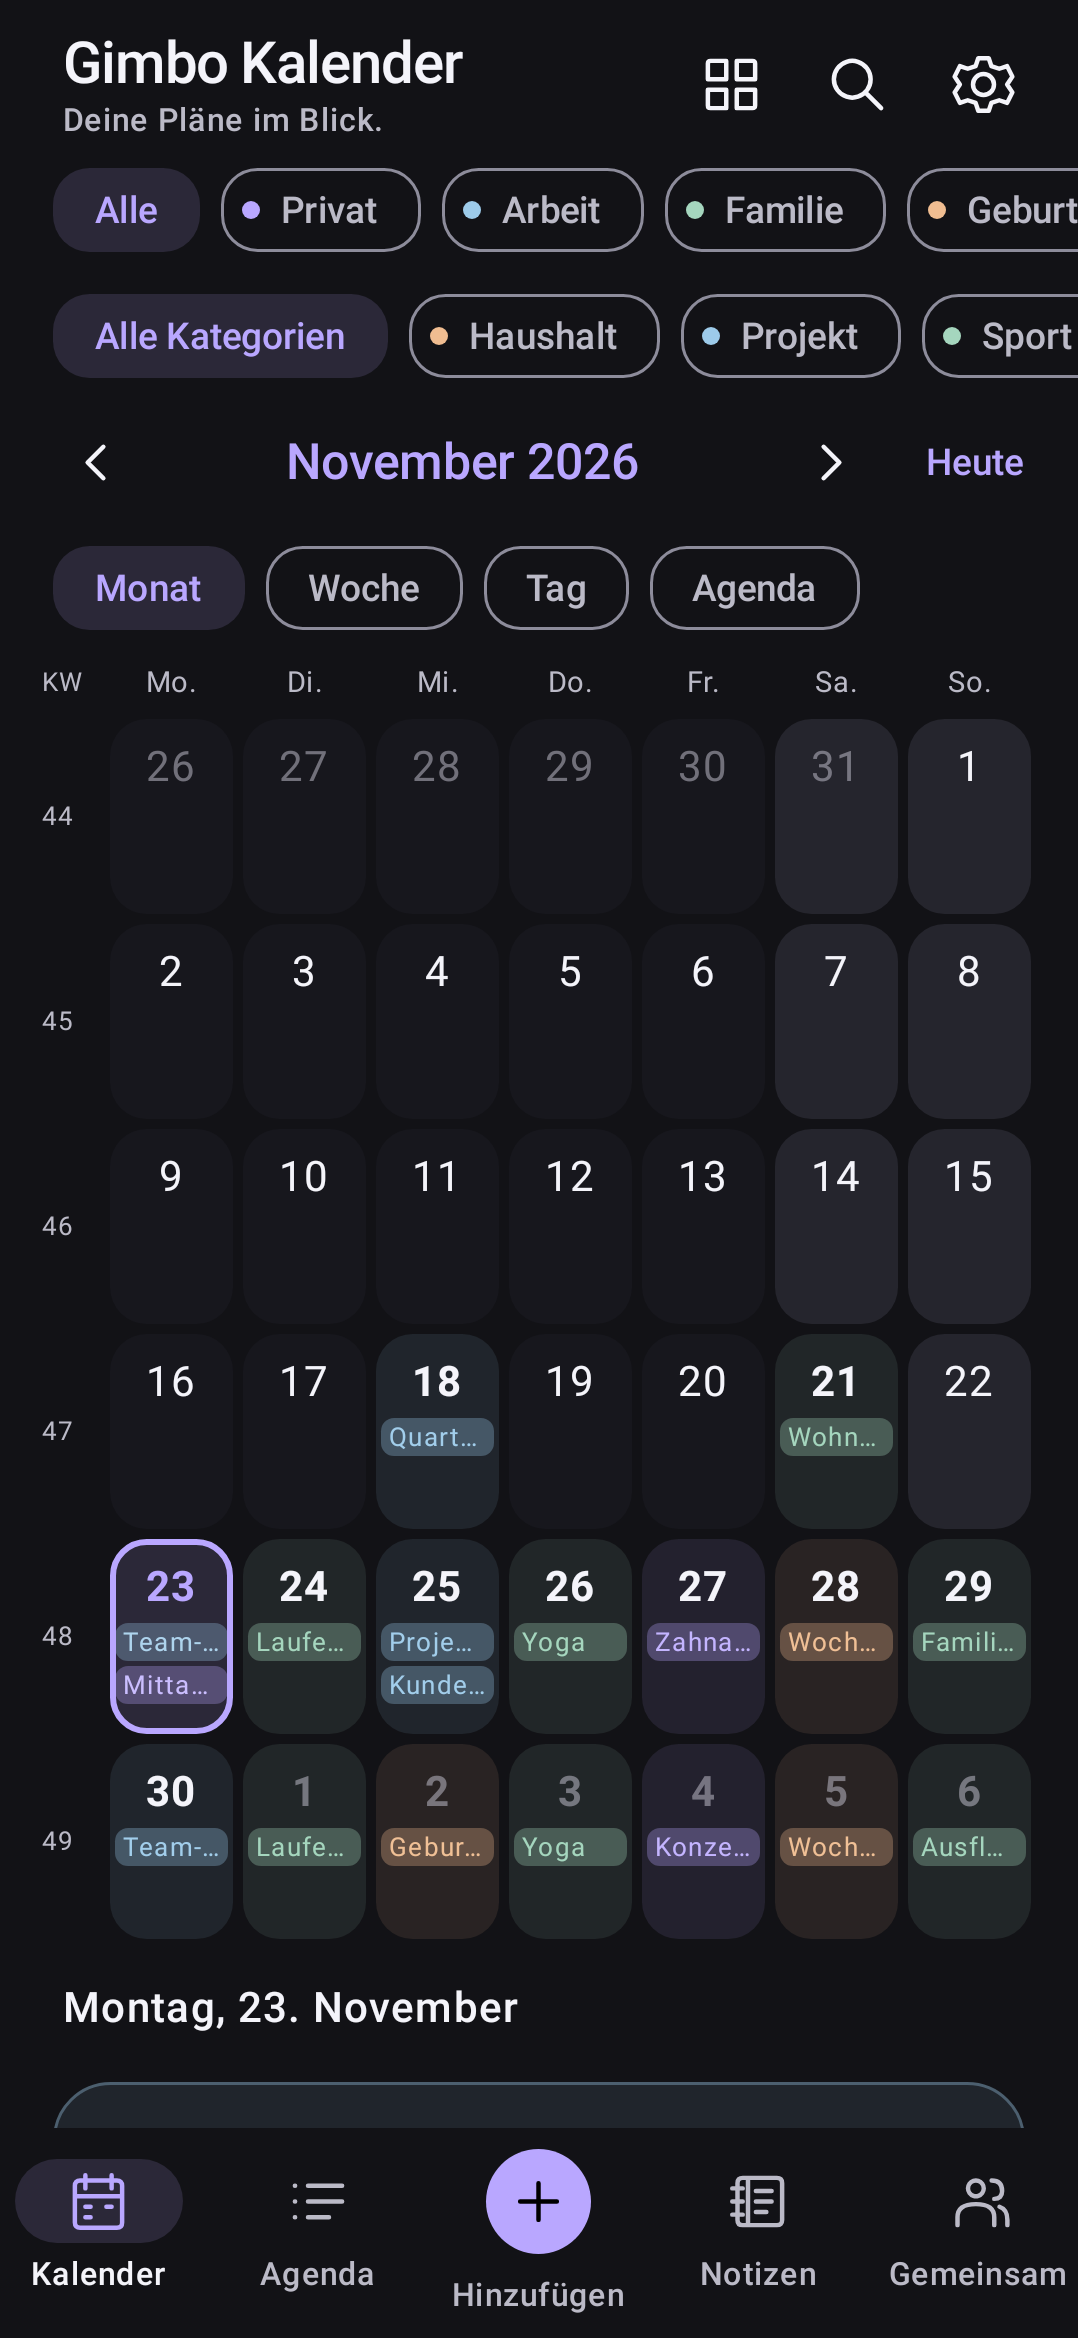 Gimbo Kalender
Deine Pläne im Blick.
Alle Privat Arbeit Familie Geburt
Alle Kategorien Haushalt Projekt Sport
November 2026 Heute
Monat Woche Tag Agenda
KW Mo. Di. Mi. Do. Fr. Sa. So.
44 26 27 28 29 30 31 1
45 2 3 4 5 6 7 8
46 9 10 11 12 13 14 15
47 16 17 18 19 20 21 22
Quart... Wohn...
48 23 24 25 26 27 28 29
Team-... Laufe... Proje... Yoga Zahna... Woch... Famili...
Mitta... Kunde...
49 30 1 2 3 4 5 6
Team-... Laufe... Gebur... Yoga Konze... Woch... Ausfl...
Montag, 23. November
Kalender Agenda Hinzufügen Notizen Gemeinsam